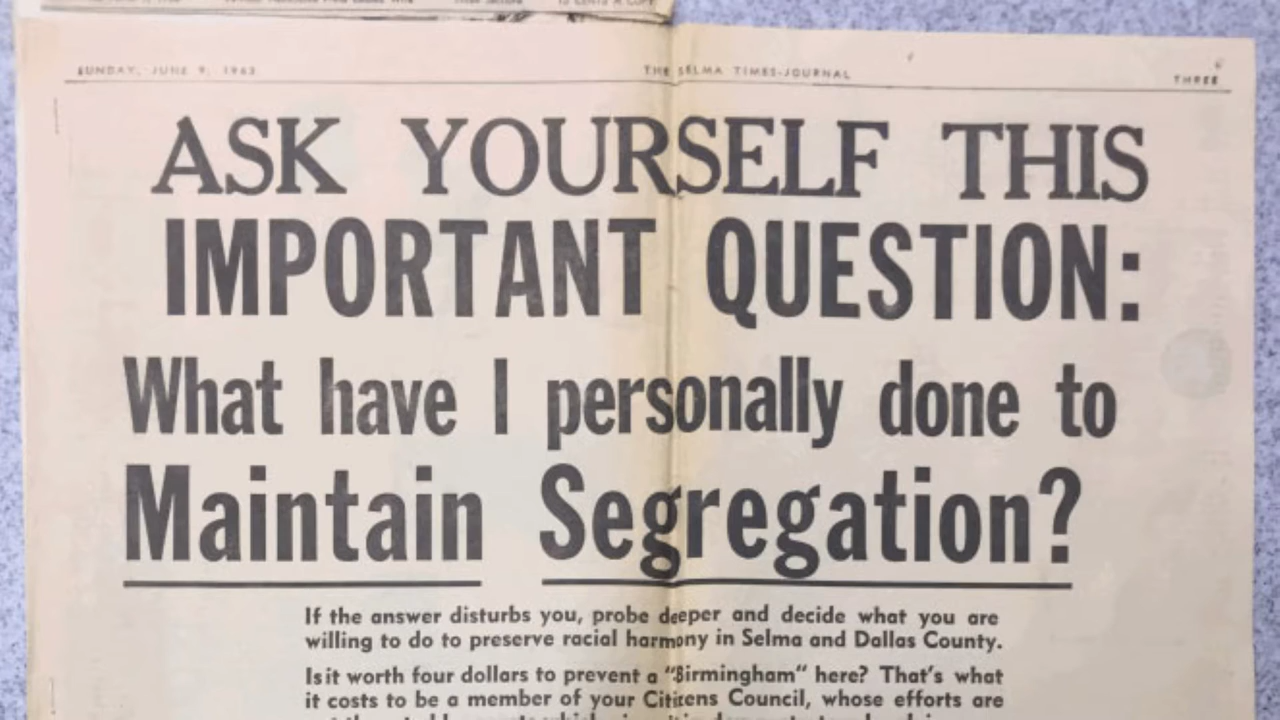 15 CENTS A COPY
SUNDAY, JUNE 9, 1963 THE SELMA TIMES-JOURNAL THREE
ASK YOURSELF THIS
IMPORTANT QUESTION:
What have I personally done to
Maintain Segregation?
If the answer disturbs you, probe deeper and decide what you are
willing to do to preserve racial harmony in Selma and Dallas County.
Is it worth four dollars to prevent a "Birmingham" here? That's what
it costs to be a member of your Citizens Council, whose efforts are